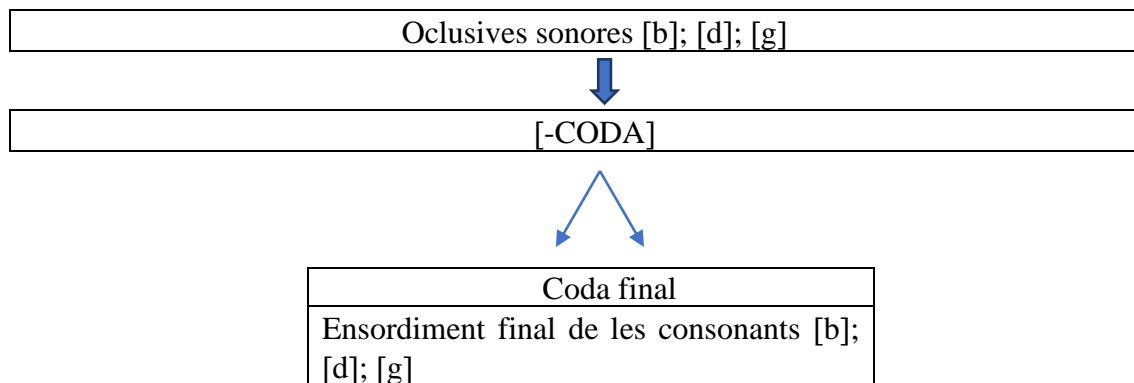 Oclusives sonores [b]; [d]; [g]
[-CODA]
Coda final
Ensordiment final de les consonants [b];
[d]; [g]